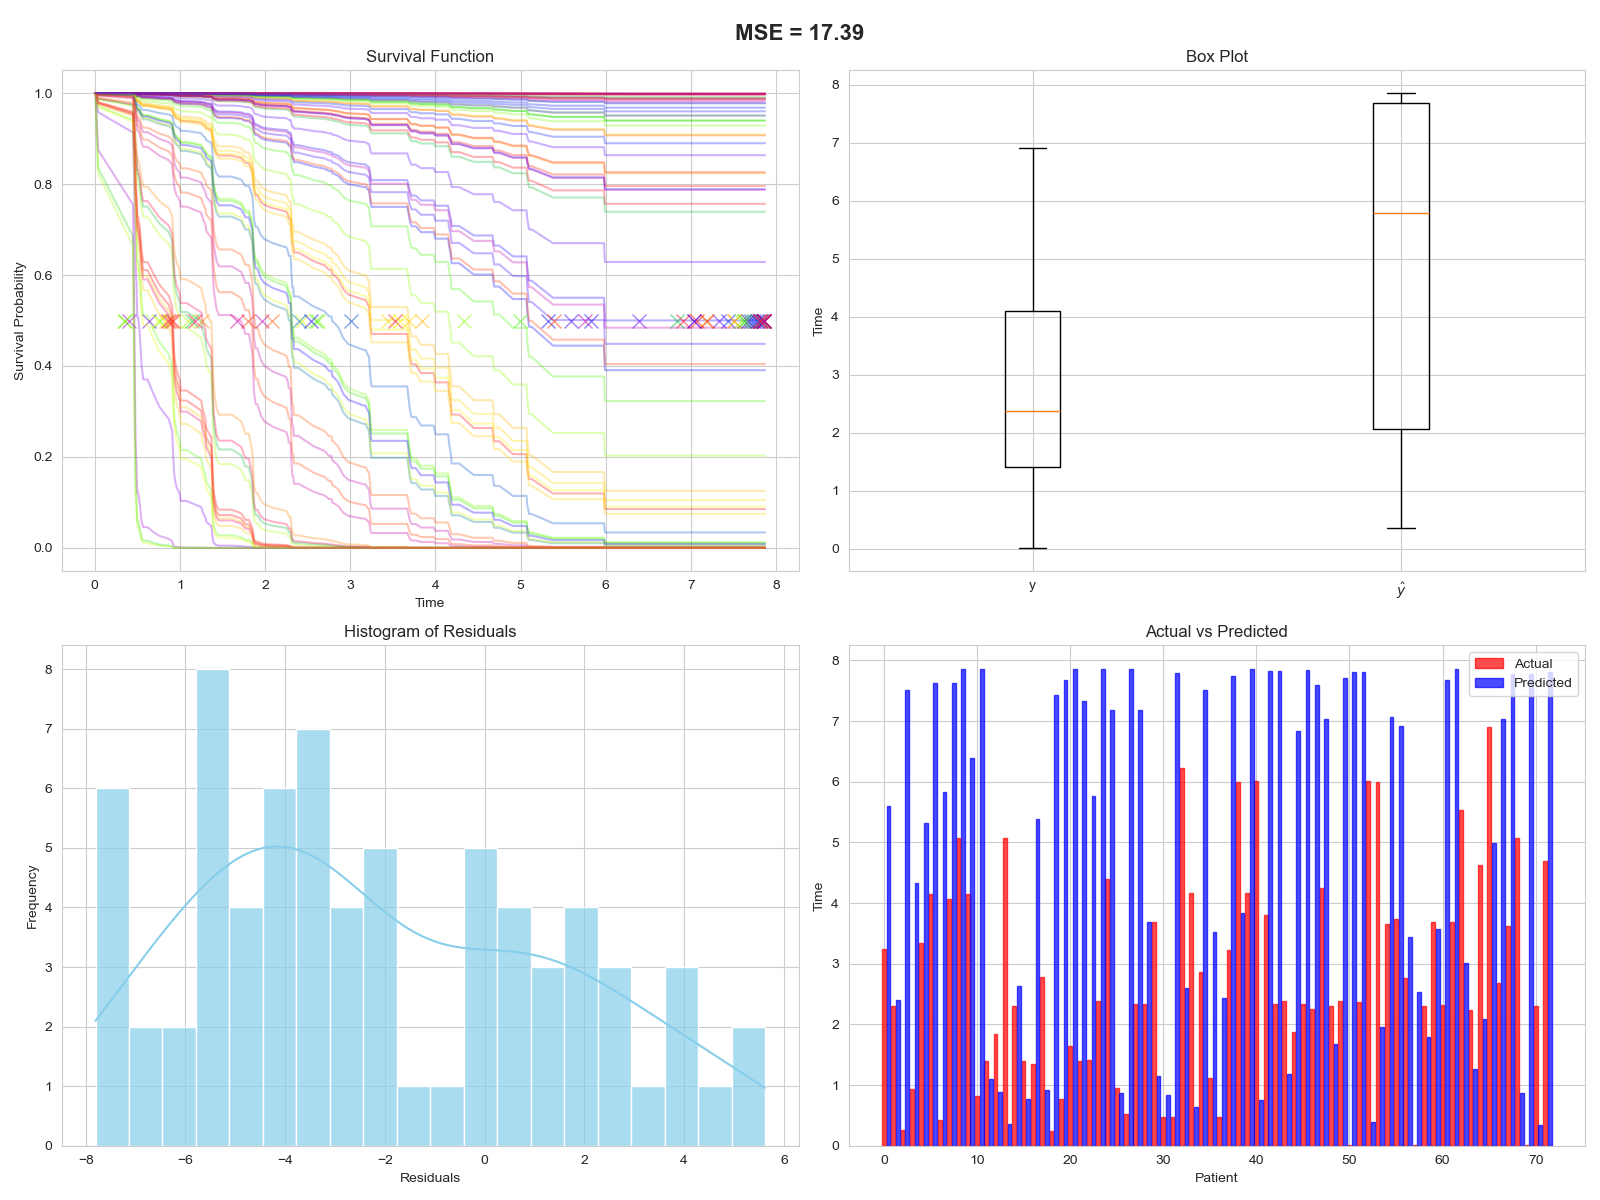 MSE = 17.39
Survival Function
Survival Probability
1.0
0.8
0.6
0.4
0.2
0.0
0 1 2 3 4 5 6 7 8
Time
Box Plot
Time
8
7
6
5
4
3
2
1
0
y ŷ
Histogram of Residuals
Frequency
8
7
6
5
4
3
2
1
0
−8 −6 −4 −2 0 2 4 6
Residuals
Actual vs Predicted
Actual
Predicted
Time
8
7
6
5
4
3
2
1
0
0 10 20 30 40 50 60 70
Patient